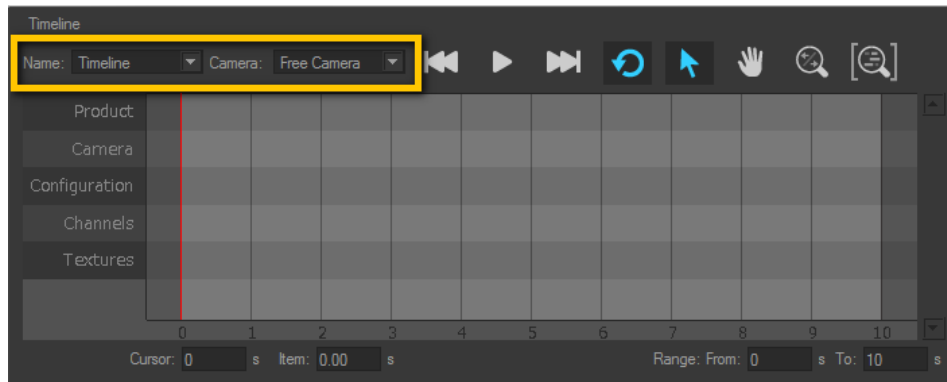 Timeline
Name: Timeline Camera: Free Camera
Product
Camera
Configuration
Channels
Textures
0 1 2 3 4 5 6 7 8 9 10
Cursor: 0 s Item: 0.00 s Range: From: 0 s To: 10 s